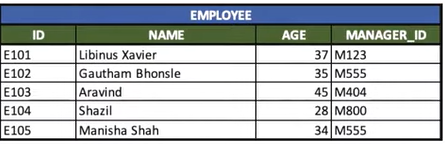 EMPLOYEE
ID NAME AGE MANAGER_ID
E101 Libinus Xavier 37 M123
E102 Gautham Bhonsle 35 M555
E103 Aravind 45 M404
E104 Shazil 28 M800
E105 Manisha Shah 34 M555